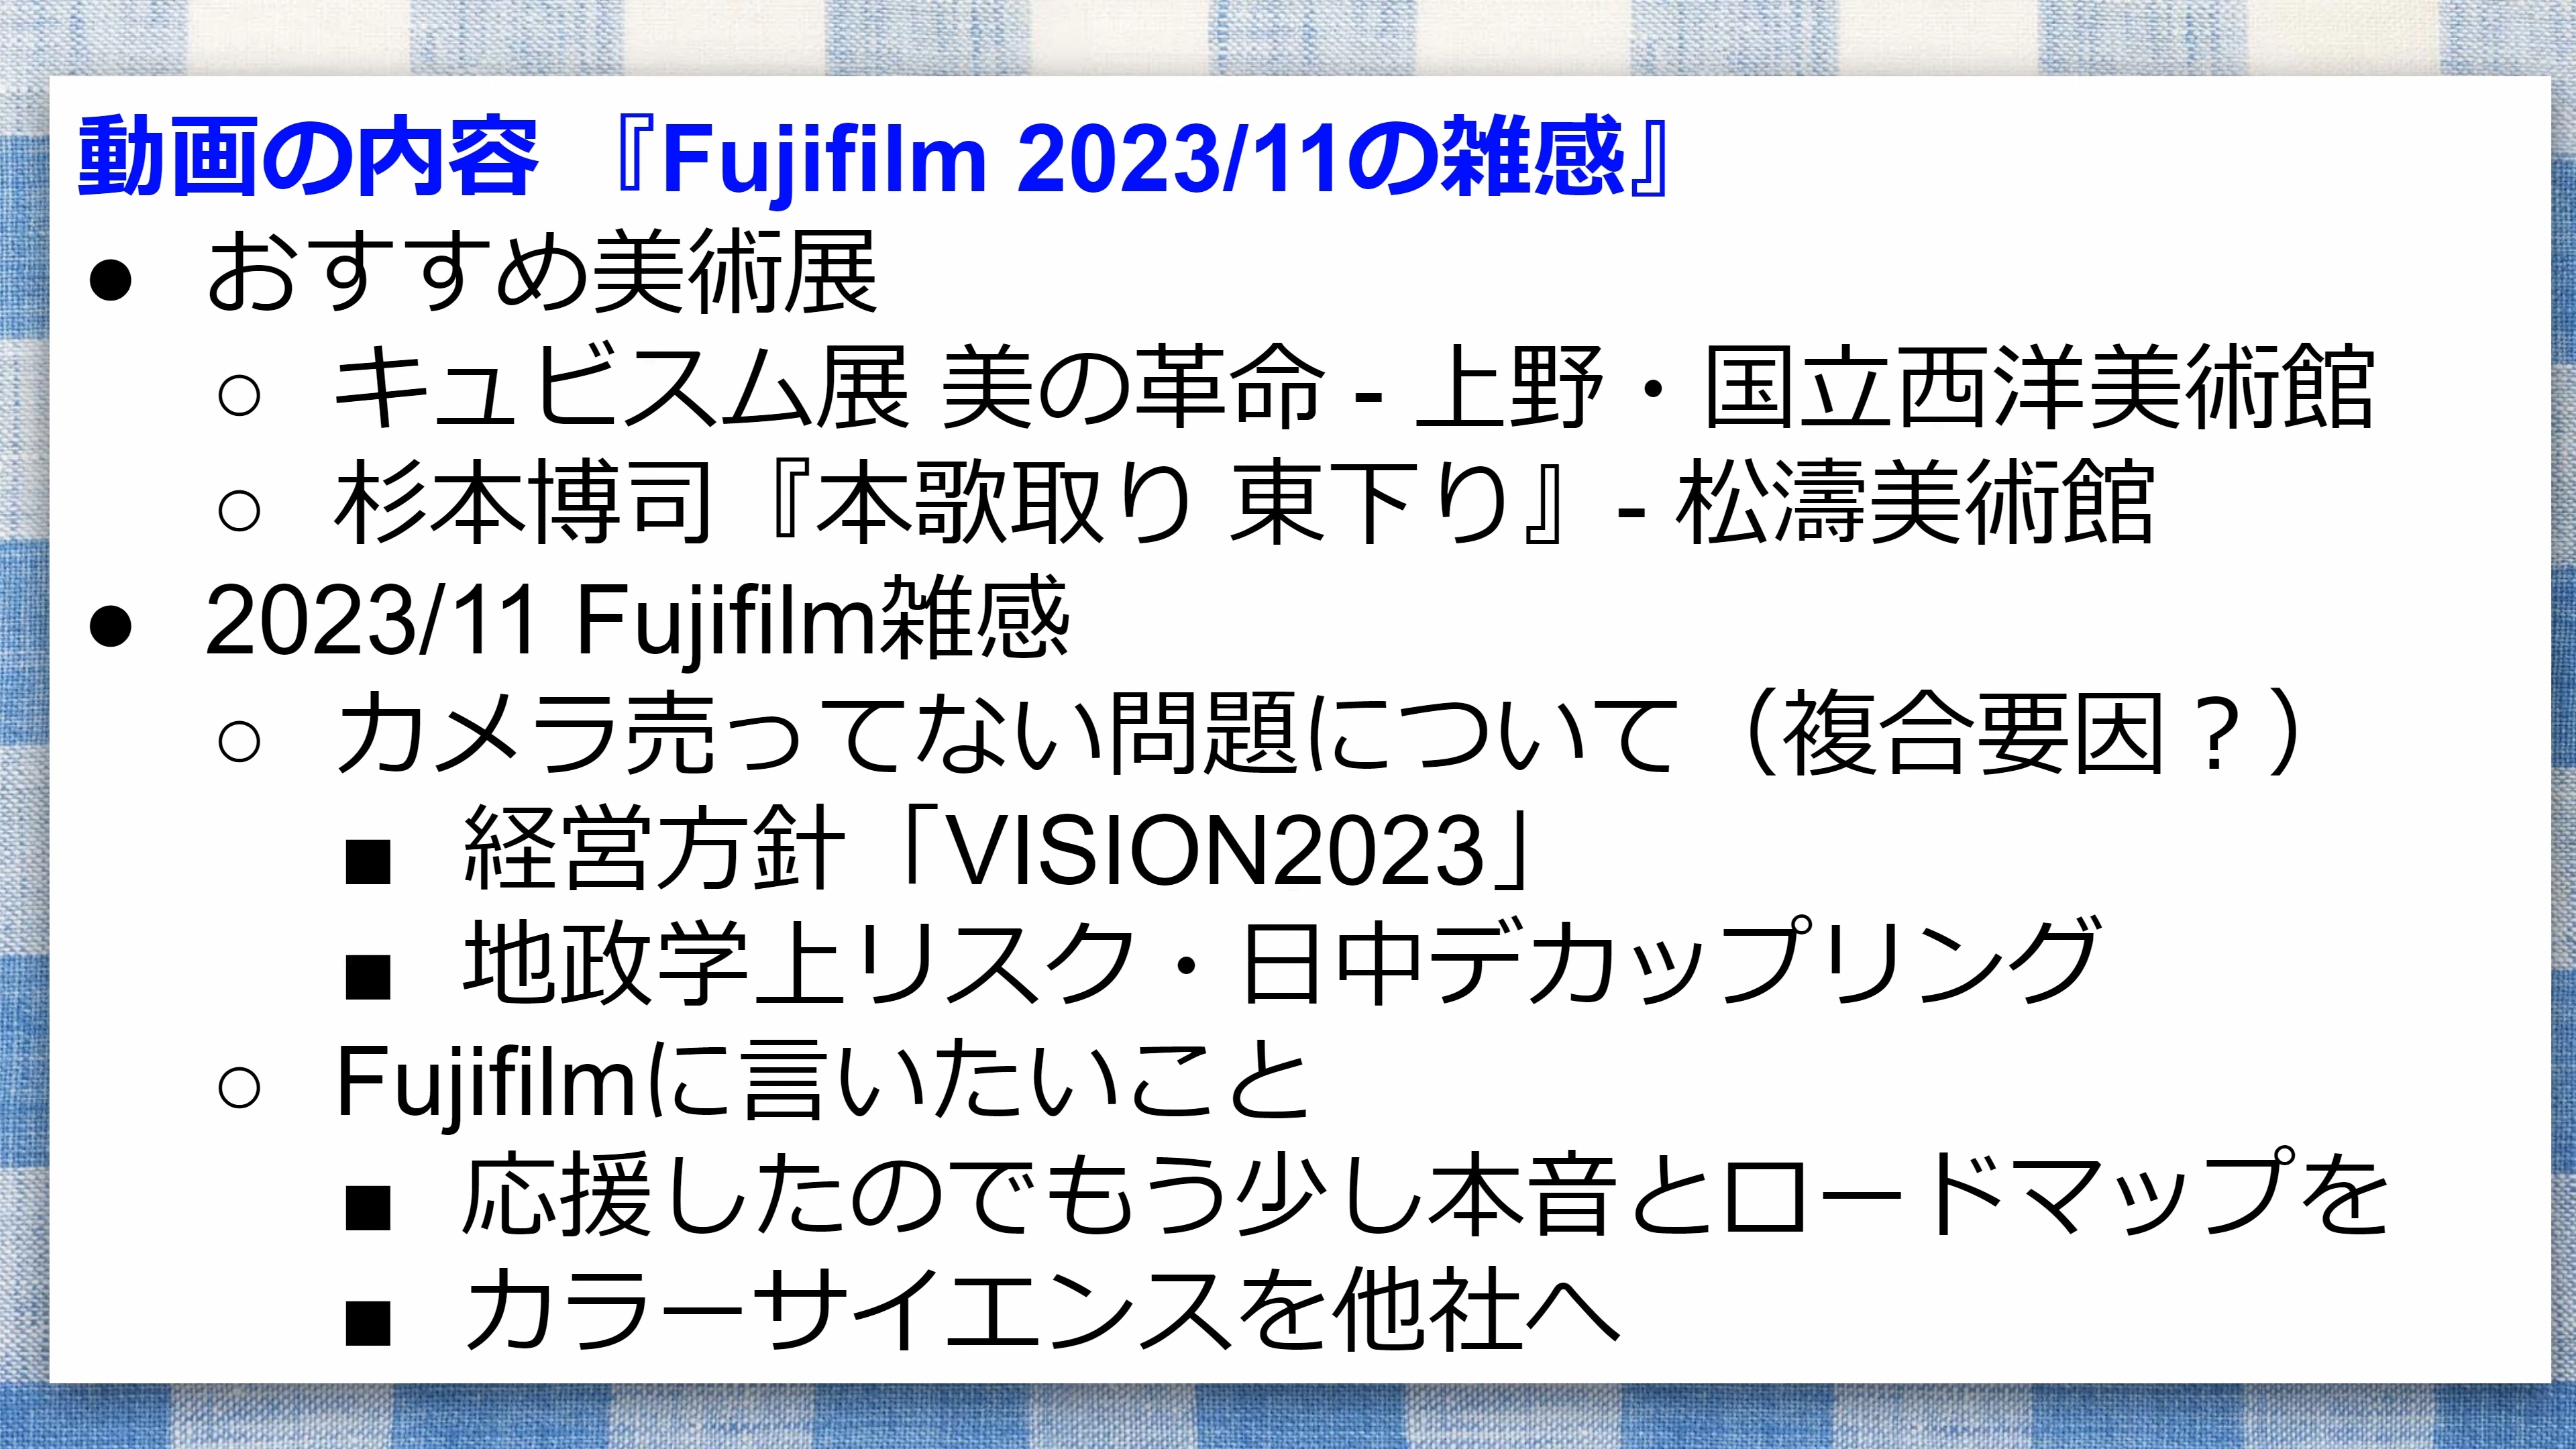 動画の内容 『Fujifilm 2023/11の雑感』
● おすすめ美術展
○ キュビスム展 美の革命 - 上野・国立西洋美術館
○ 杉本博司『本歌取り 東下り』- 松濤美術館
● 2023/11 Fujifilm雑感
○ カメラ売ってない問題について（複合要因？）
■ 経営方針「VISION2023」
■ 地政学上リスク・日中デカップリング
○ Fujifilmに言いたいこと
■ 応援したのでもう少し本音とロードマップを
■ カラーサイエンスを他社へ